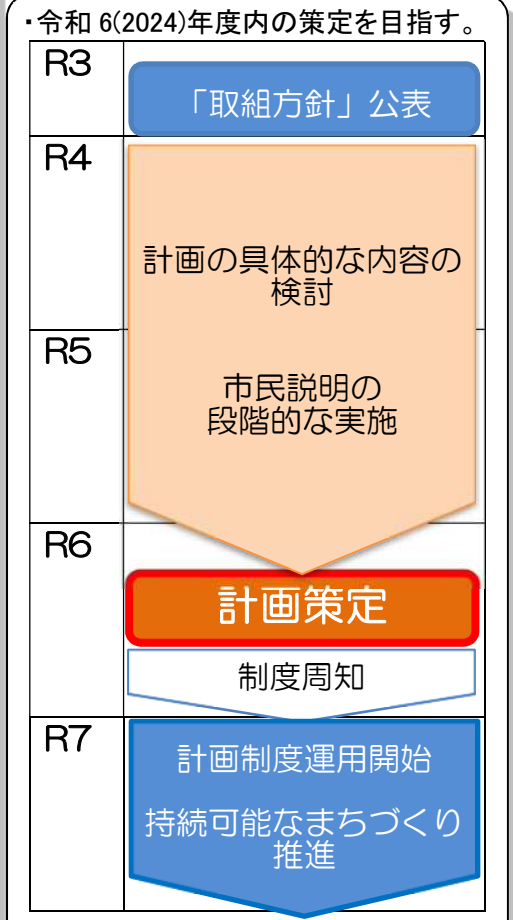 ・令和 6(2024)年度内の策定を目指す。
R3
「取組方針」公表
R4
計画の具体的な内容の
検討
R5
市民説明の
段階的な実施
R6
計画策定
制度周知
R7
計画制度運用開始
持続可能なまちづくり
推進